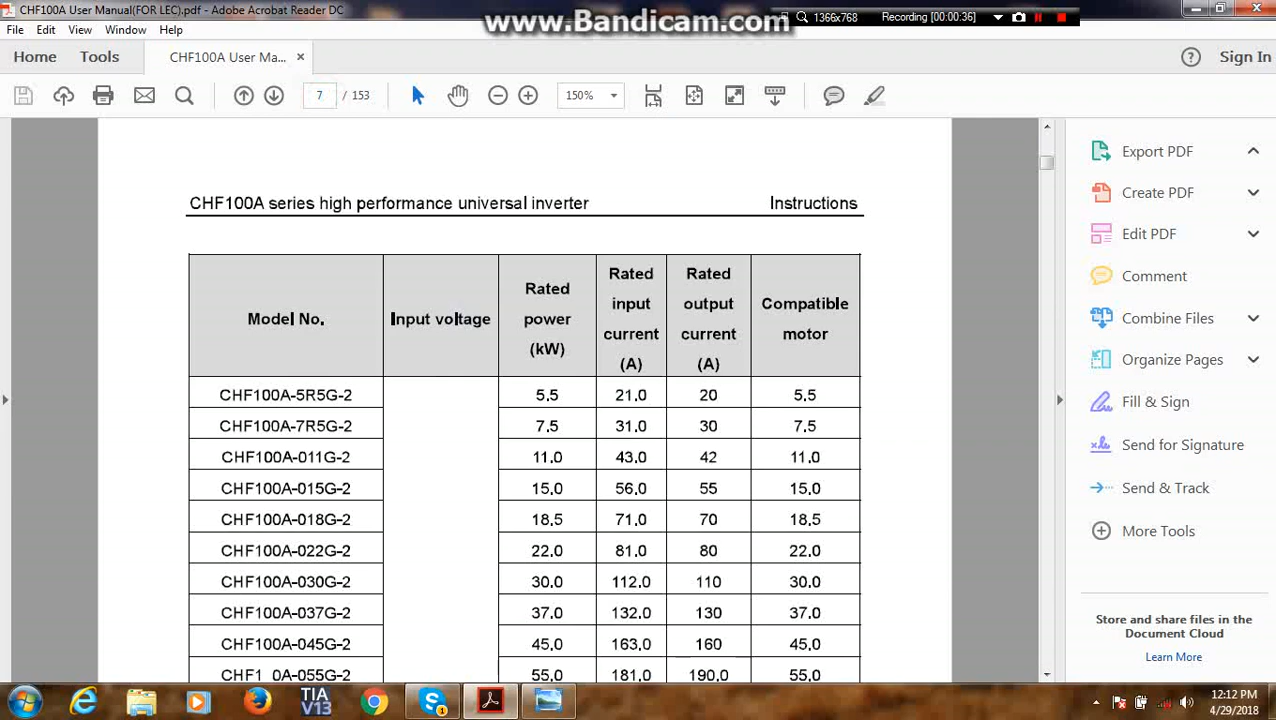 CHF100A User Manual(FOR LEC).pdf - Adobe Acrobat Reader DC
www.Bandicam.com
1366x768
Recording [00:00:36]
File Edit View Window Help
Home Tools CHF100A User Ma... × Sign In
7 / 153 150%
CHF100A series high performance universal inverter Instructions
Model No. Input voltage Rated power (kW) Rated input current (A) Rated output current (A) Compatible motor
CHF100A-5R5G-2 5.5 21.0 20 5.5
CHF100A-7R5G-2 7.5 31.0 30 7.5
CHF100A-011G-2 11.0 43.0 42 11.0
CHF100A-015G-2 15.0 56.0 55 15.0
CHF100A-018G-2 18.5 71.0 70 18.5
CHF100A-022G-2 22.0 81.0 80 22.0
CHF100A-030G-2 30.0 112.0 110 30.0
CHF100A-037G-2 37.0 132.0 130 37.0
CHF100A-045G-2 45.0 163.0 160 45.0
CHF1 0A-055G-2 55.0 181.0 190.0 55.0
Export PDF
Create PDF
Edit PDF
Comment
Combine Files
Organize Pages
Fill & Sign
Send for Signature
Send & Track
More Tools
Store and share files in the
Document Cloud
Learn More
TIA
V13
1
12:12 PM
4/29/2018